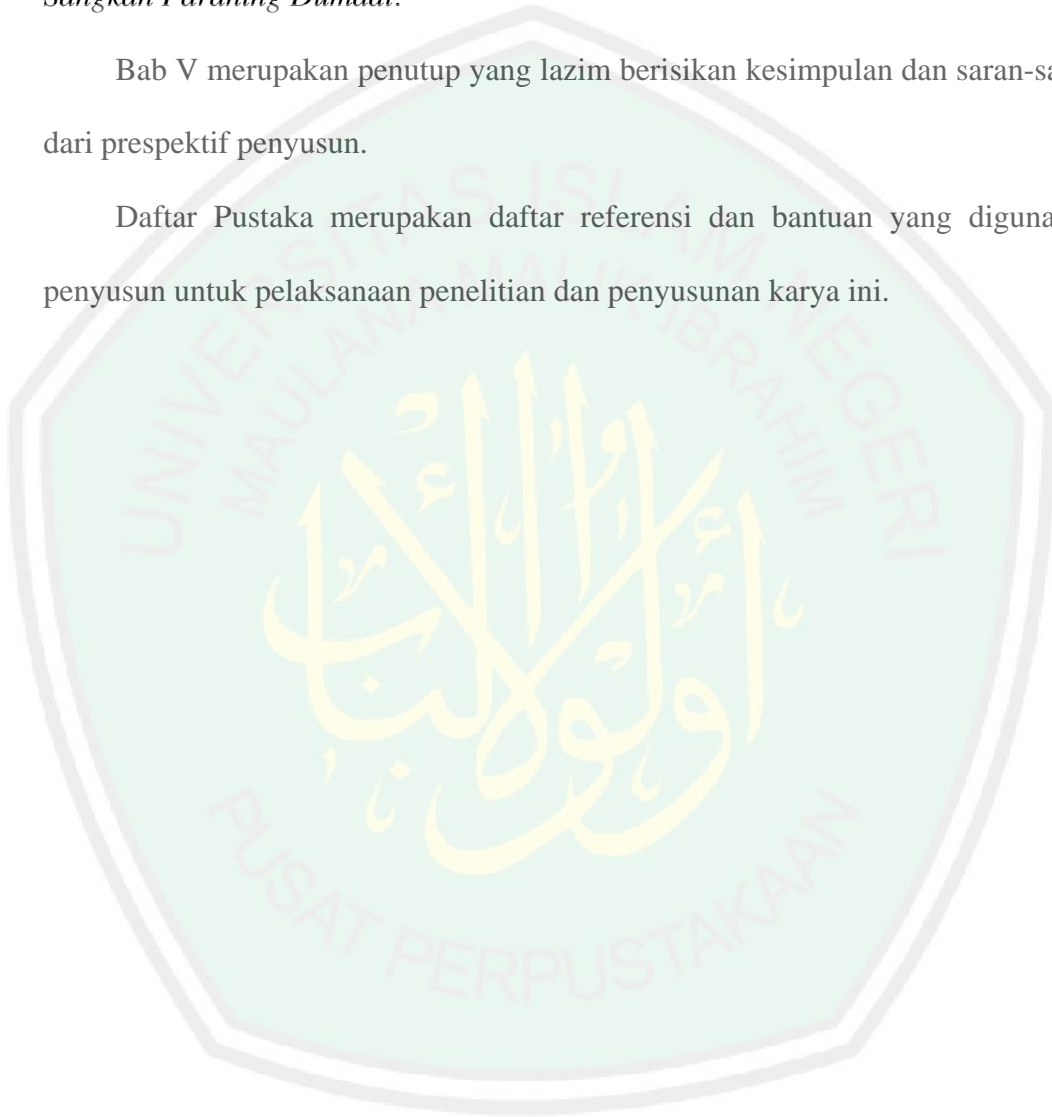 Sangkan Paraning Dumadi.
Bab V merupakan penutup yang lazim berisikan kesimpulan dan saran-sa
dari prespektif penyusun.
Daftar Pustaka merupakan daftar referensi dan bantuan yang diguna
penyusun untuk pelaksanaan penelitian dan penyusunan karya ini.
UNIVERSITAS ISLAM NEGERI
MAULANA MALIK IBRAHIM
أولوا الألباب
PUSAT PERPUSTAKAAN